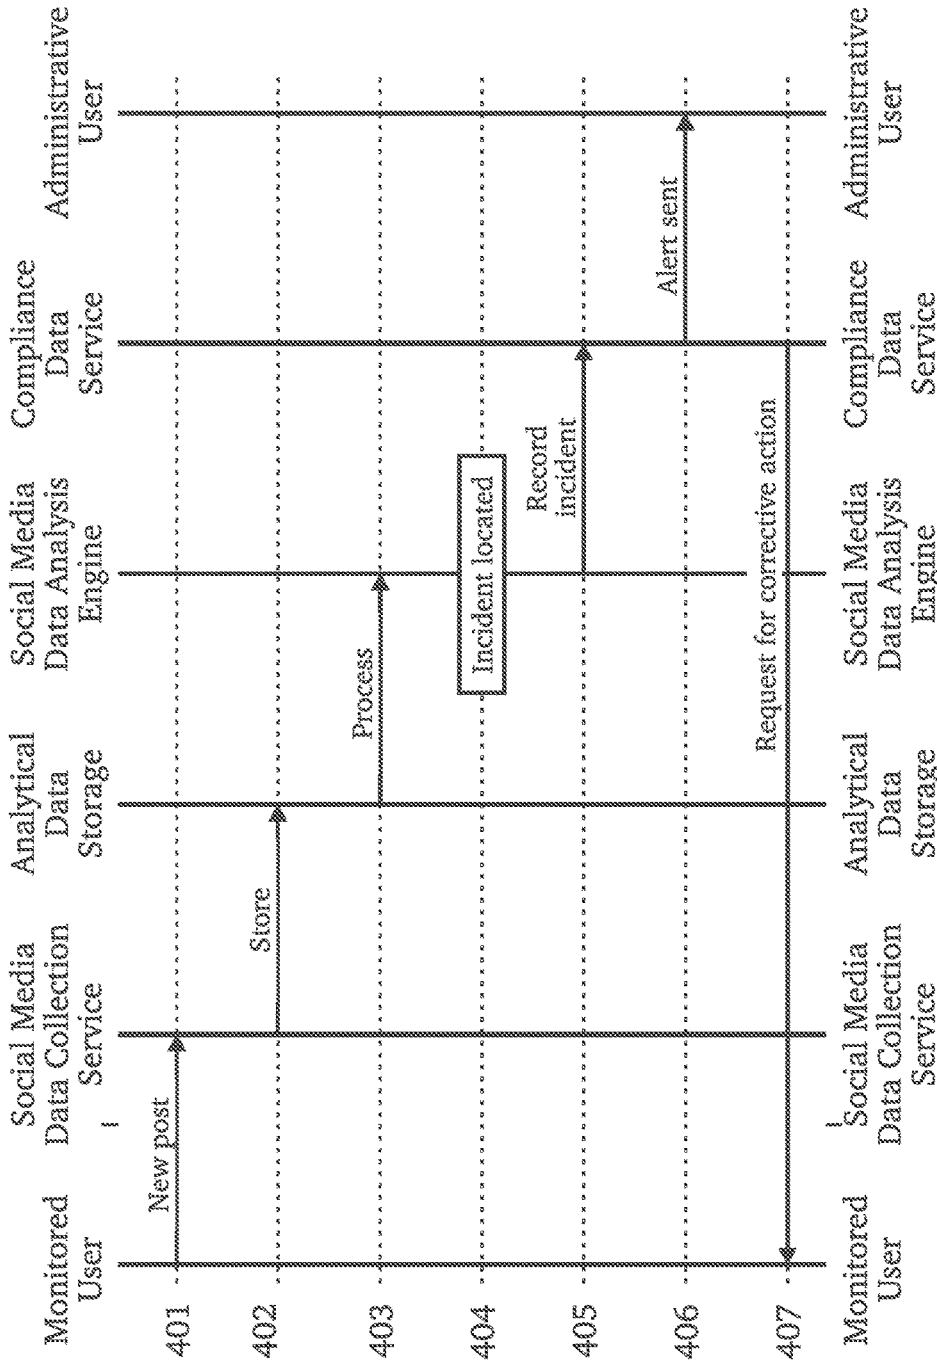 Monitored
User
Social Media
Data Collection
Service
Analytical
Data
Storage
Social Media
Data Analysis
Engine
Compliance
Data
Service
Administrative
User
401
New post
402
Store
403
Process
404
Incident located
405
Record
incident
406
Alert sent
407
Request for corrective action
Monitored
User
Social Media
Data Collection
Service
Analytical
Data
Storage
Social Media
Data Analysis
Engine
Compliance
Data
Service
Administrative
User